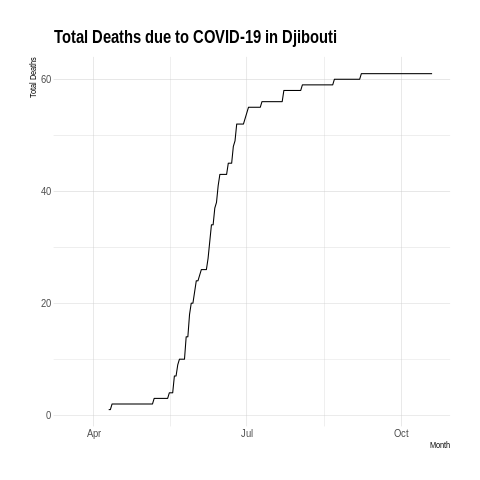 Total Deaths due to COVID-19 in Djibouti
Total Deaths
60
40
20
0
Apr Jul Oct
Month